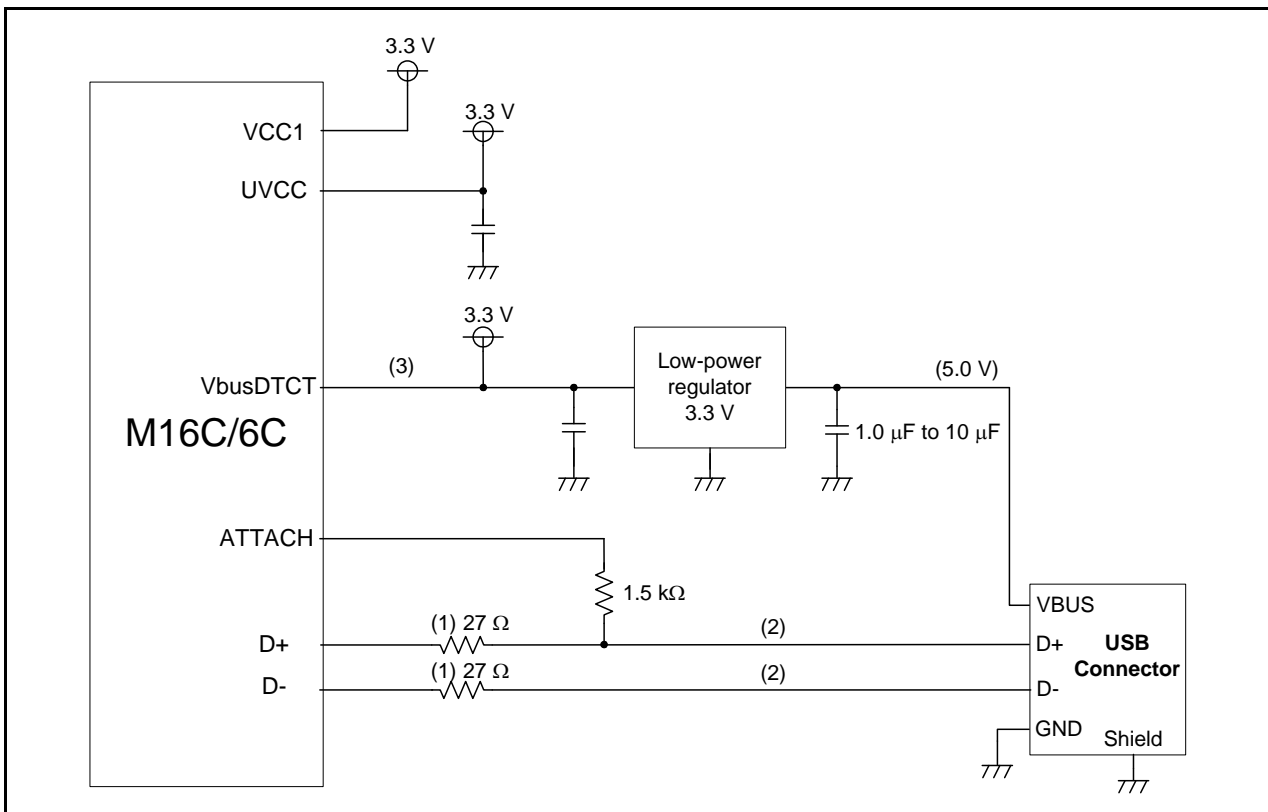 3.3 V
VCC1
3.3 V
UVCC
3.3 V
VbusDTCT
(3)
Low-power
regulator
3.3 V
(5.0 V)
1.0 μF to 10 μF
M16C/6C
ATTACH
1.5 kΩ
D+
(1) 27 Ω
(2)
D-
(1) 27 Ω
(2)
VBUS
D+
USB
Connector
D-
GND
Shield